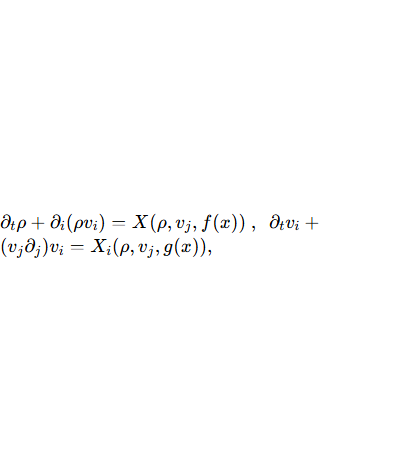 ∂ₜρ + ∂ᵢ(ρvᵢ) = X(ρ, vⱼ, f(x)) , ∂ₜvᵢ +
(vⱼ∂ⱼ)vᵢ = Xᵢ(ρ, vⱼ, g(x)),